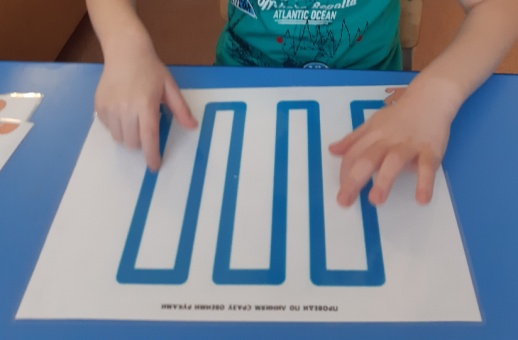 ATLANTIC OCEAN
ПРОВЕДИ ПО ЛИНИЯМ СРАЗУ ОБЕИМИ РУКАМИ